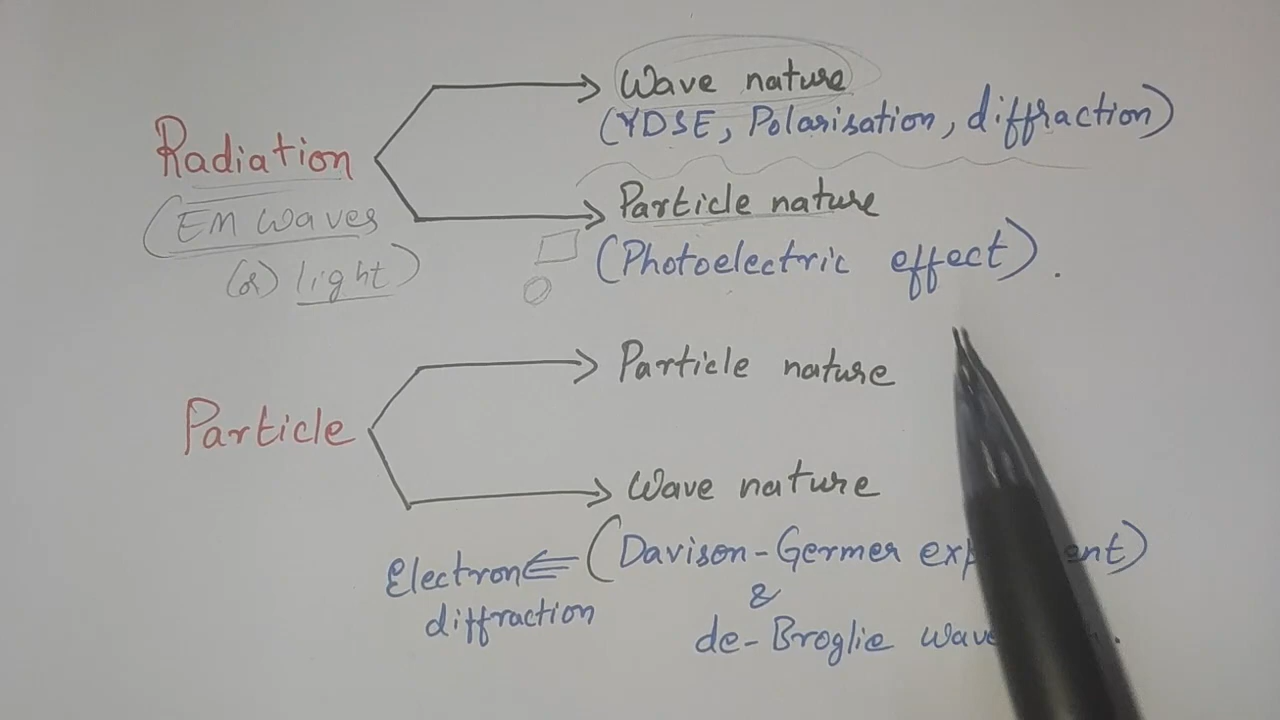 Wave nature
(YDSE, Polarisation, diffraction)
Radiation
(EM waves
(or) light)
Particle nature
(Photoelectric effect).
Particle nature
Particle
Wave nature
(Davison-Germer
Electron
diffraction
&
de-Broglie